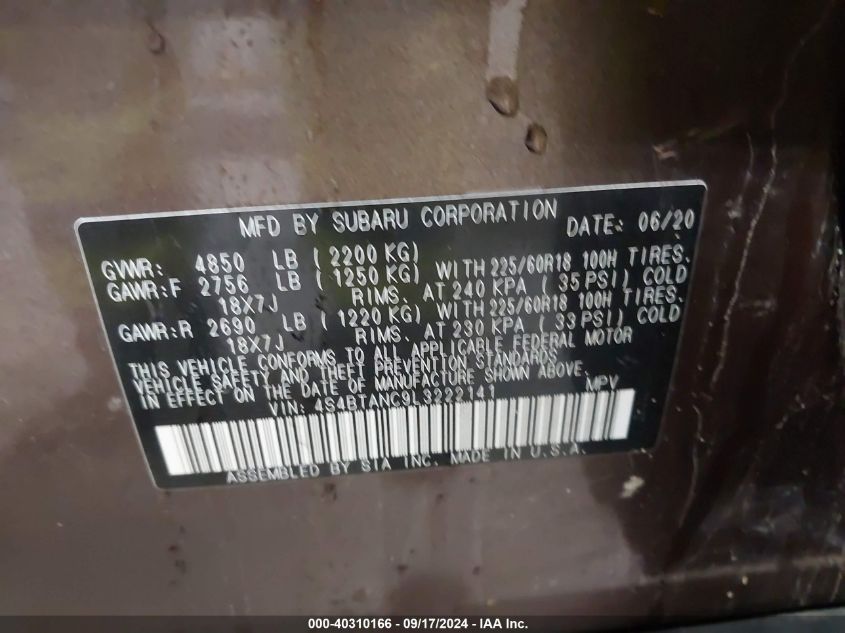 MFD BY SUBARU CORPORATION DATE: 06/20
GVWR: 4850 LB ( 2200 KG)
GAWR:F 2756 LB ( 1250 KG) WITH 225/60R18 100H TIRES.
18X7J RIMS. AT 240 KPA ( 35 PSI) COLD
GAWR:R 2690 LB ( 1220 KG) WITH 225/60R18 100H TIRES.
18X7J RIMS. AT 230 KPA ( 33 PSI) COLD
THIS VEHICLE CONFORMS TO ALL APPLICABLE FEDERAL MOTOR
VEHICLE SAFETY AND THEFT PREVENTION STANDARDS
IN EFFECT ON THE DATE OF MANUFACTURE SHOWN ABOVE.
VIN: 4S4BTANC9L3222141 MPV
ASSEMBLED BY SIA INC. MADE IN U.S.A.
000-40310166 - 09/17/2024 - IAA Inc.